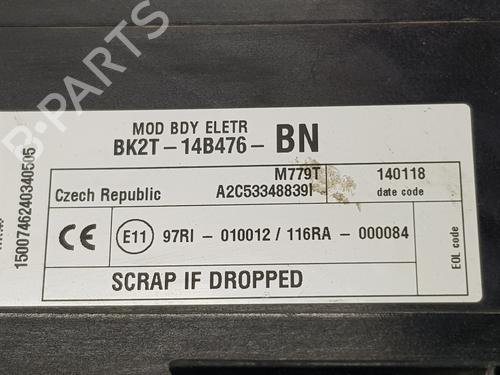 MOD BDY ELETR
BK2T-14B476-BN
M779T
140118
Czech Republic
A2C53348839I
date code
CE
E11
97RI - 010012 / 116RA - 000084
SCRAP IF DROPPED
EOL code
1500746240340505
B-PARTS